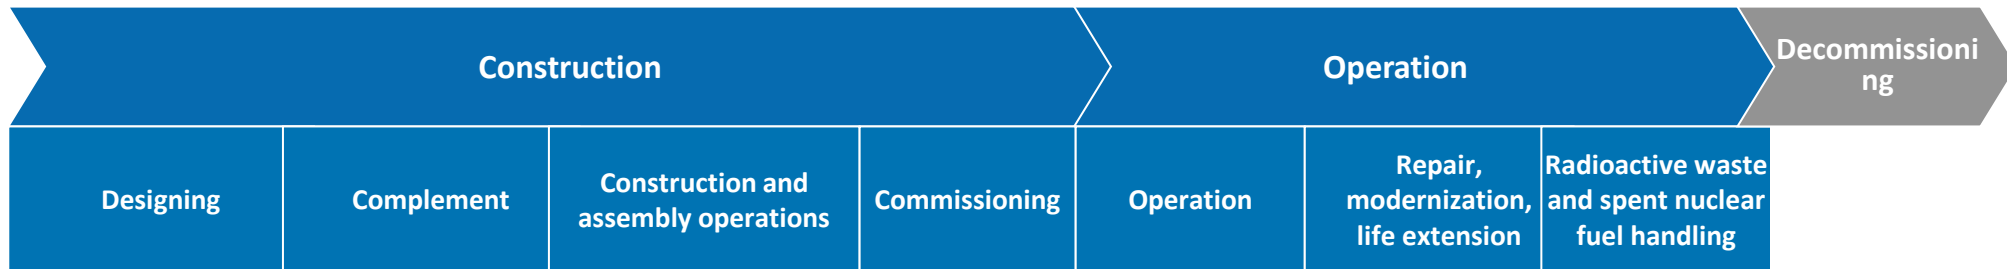 Construction
Operation
Decommissioni
ng
Designing
Complement
Construction and
assembly operations
Commissioning
Operation
Repair,
modernization,
life extension
Radioactive waste
and spent nuclear
fuel handling